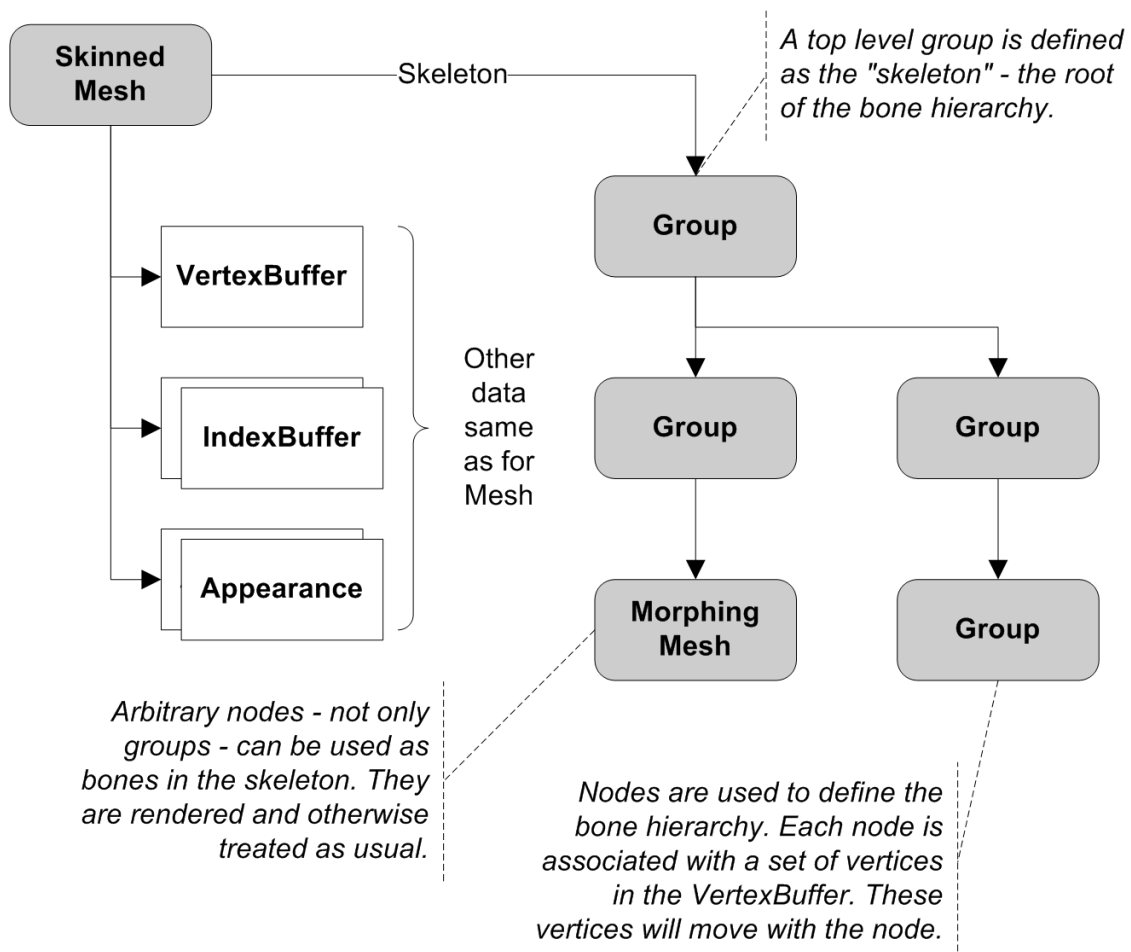 Skinned
Mesh
Skeleton
A top level group is defined
as the "skeleton" - the root
of the bone hierarchy.
Group
VertexBuffer
IndexBuffer
Appearance
Other
data
same
as for
Mesh
Group
Group
Morphing
Mesh
Group
Arbitrary nodes - not only
groups - can be used as
bones in the skeleton. They
are rendered and otherwise
treated as usual.
Nodes are used to define the
bone hierarchy. Each node is
associated with a set of vertices
in the VertexBuffer. These
vertices will move with the node.